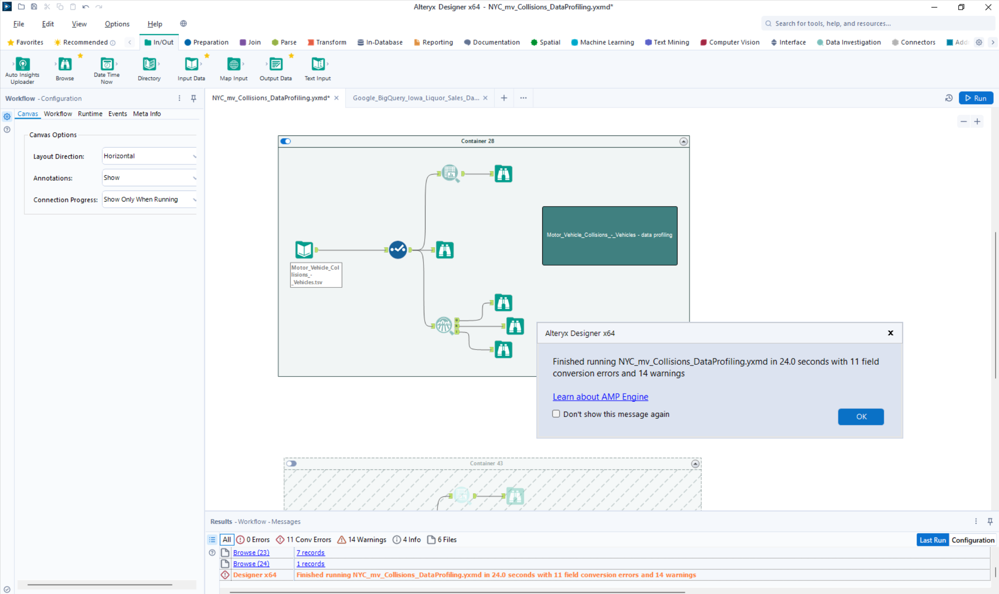 Alteryx Designer x64 - NYC_mv_Collisions_DataProfiling.yxmd*
File Edit View Options Help
Search for tools, help, and resources...
Favorites Recommended In/Out Preparation Join Parse Transform In-Database Reporting Documentation Spatial Machine Learning Text Mining Computer Vision Interface Data Investigation Connectors
Auto Insights
Uploader
Browse
Date Time
Now
Directory
Input Data
Map Input
Output Data
Text Input
Workflow - Configuration
NYC_mv_Collisions_DataProfiling.yxmd*
Google_BigQuery_Iowa_Liquor_Sales_Da...
Run
Canvas Workflow Runtime Events Meta Info
Canvas Options
Layout Direction: Horizontal
Annotations: Show
Connection Progress: Show Only When Running
Container 28
Motor_Vehicle_Collisions_-_Vehicles - data profiling
Motor_Vehicle_Col
lisions_-
_Vehicles.tsv
O
R
I
Alteryx Designer x64
Finished running NYC_mv_Collisions_DataProfiling.yxmd in 24.0 seconds with 11 field
conversion errors and 14 warnings
Learn about AMP Engine
Don't show this message again
OK
Container 43
Results - Workflow - Messages
All 0 Errors 11 Conv Errors 14 Warnings 4 Info 6 Files
Last Run Configuration
Browse (23) 7 records
Browse (24) 1 records
Designer x64 Finished running NYC_mv_Collisions_DataProfiling.yxmd in 24.0 seconds with 11 field conversion errors and 14 warnings